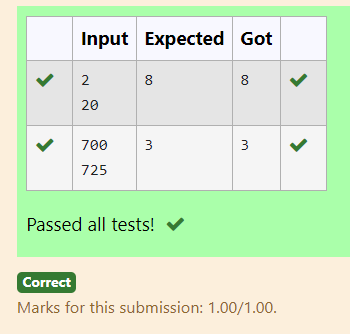 Input Expected Got
2 8 8
20
700 3 3
725
Passed all tests!
Correct
Marks for this submission: 1.00/1.00.